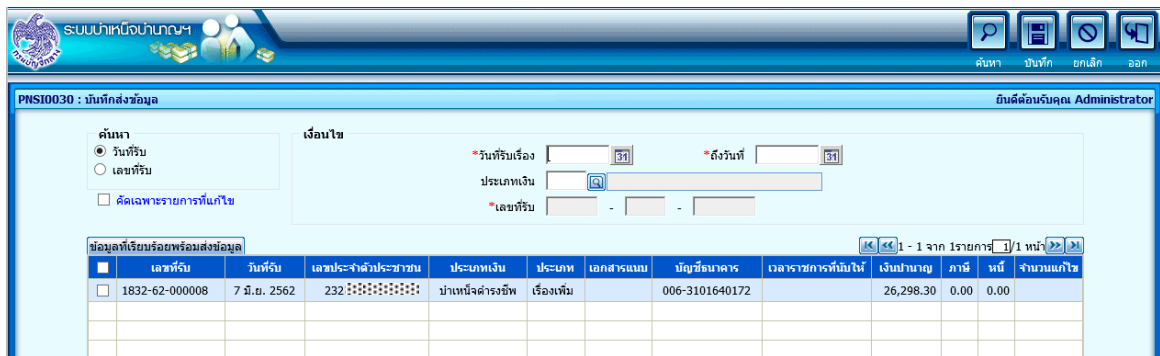 ระบบบำเหน็จบำนาญฯ
กรมบัญชีกลาง
ค้นหา บันทึก ยกเลิก ออก
PNSI0030 : บันทึกส่งข้อมูล ยินดีต้อนรับคุณ Administrator
ค้นหา เงื่อนไข
วันที่รับ *วันที่รับเรื่อง 31 *ถึงวันที่ 31
เลขที่รับ ประเภทเงิน
คัดเฉพาะรายการที่แก้ไข *เลขที่รับ - -
ข้อมูลที่เรียบร้อยพร้อมส่งข้อมูล 1 - 1 จาก 1รายการ 1/1 หน้า
เลขที่รับ วันที่รับ เลขประจำตัวประชาชน ประเภทเงิน ประเภท เอกสารแนบ บัญชีธนาคาร เวลาราชการที่นับให้ เงินบำนาญ ภาษี หนี้ จำนวนแก้ไข
1832-62-000008 7 มิ.ย. 2562 232 บำเหน็จดำรงชีพ เรื่องเพิ่ม 006-3101640172 26,298.30 0.00 0.00